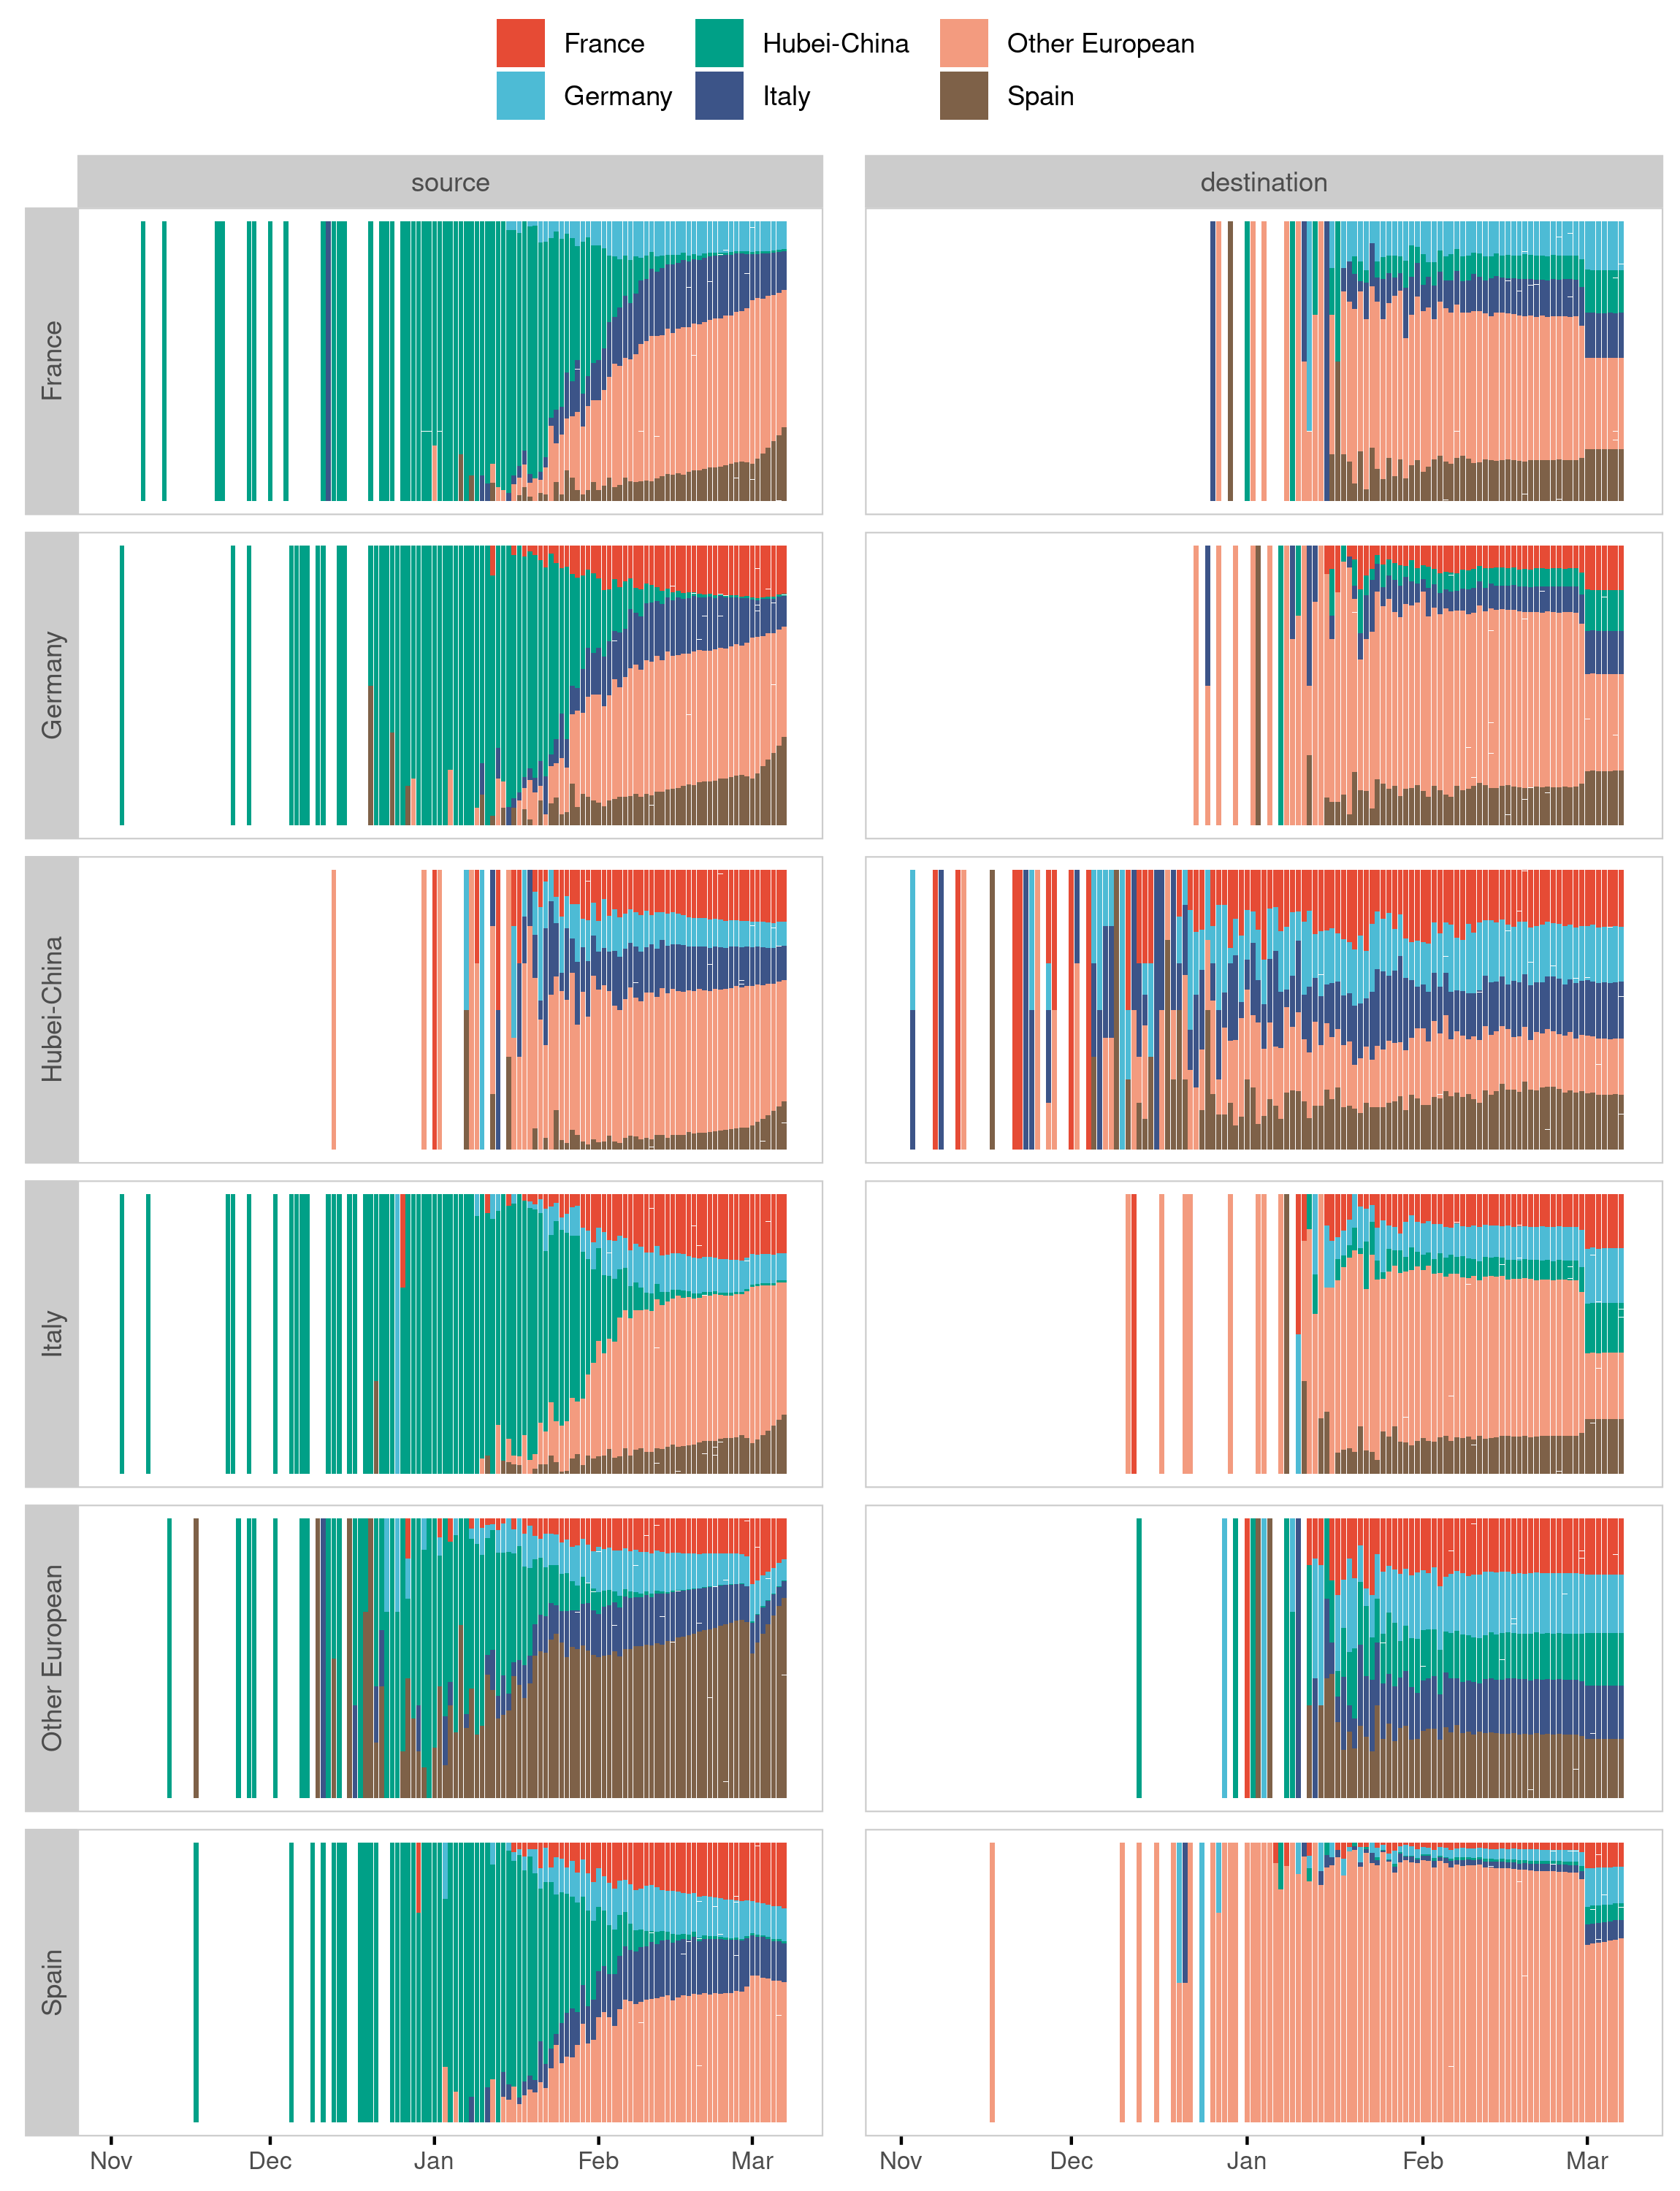 France Hubei-China Other European
Germany Italy Spain
source destination
France
Germany
Hubei-China
Italy
Other European
Spain
Nov Dec Jan Feb Mar Nov Dec Jan Feb Mar